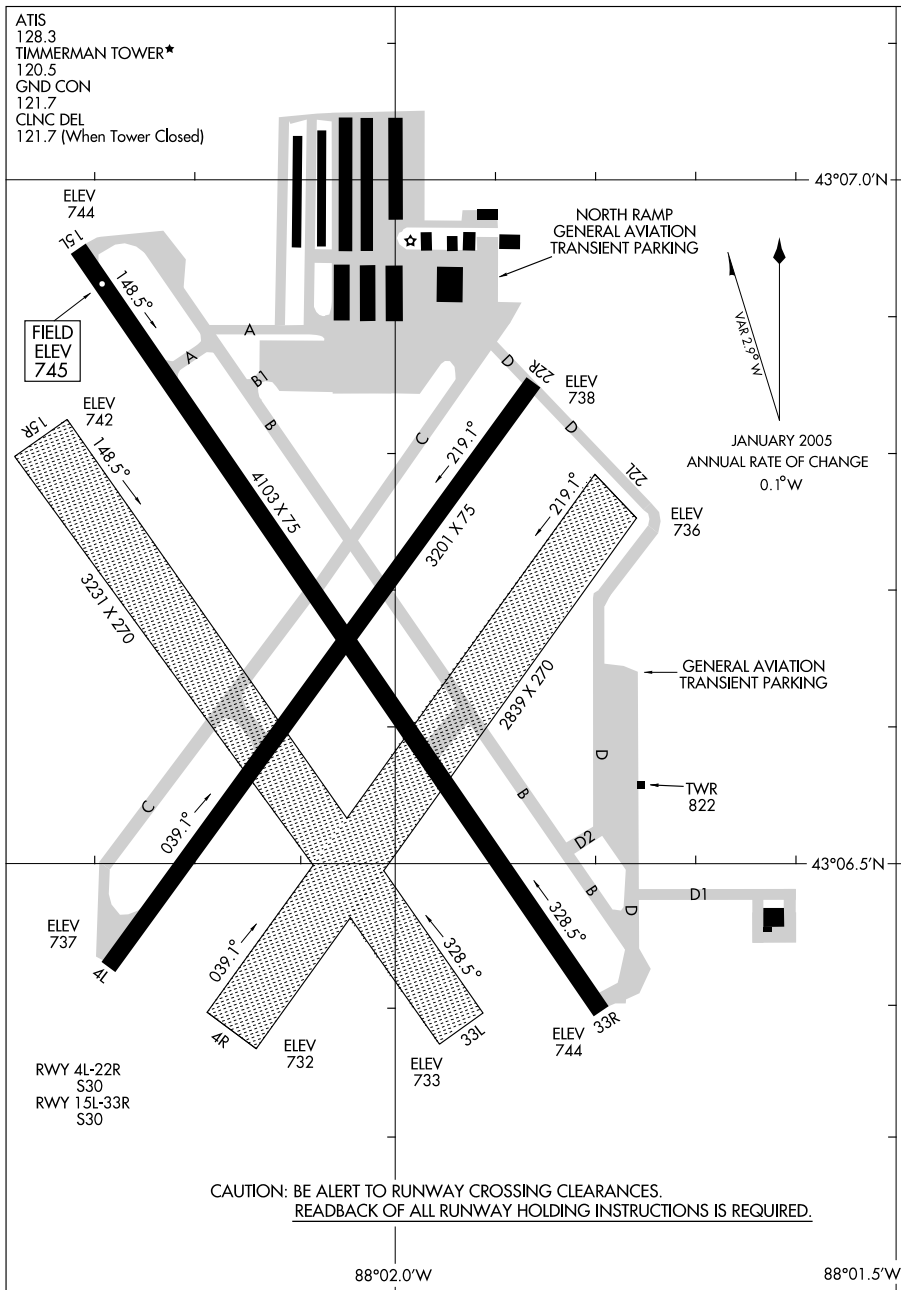 ATIS
128.3
TIMMERMAN TOWER★
120.5
GND CON
121.7
CLNC DEL
121.7 (When Tower Closed)
43°07.0'N
ELEV
744
15L
148.5°
FIELD
ELEV
745
NORTH RAMP
GENERAL AVIATION
TRANSIENT PARKING
VAR 2.9° W
JANUARY 2005
ANNUAL RATE OF CHANGE
0.1°W
A
A
B1
B
C
D
22R
ELEV
738
D
15R
ELEV
742
148.5°
219.1°
4103 X 75
3201 X 75
219.1°
22L
ELEV
736
3231 X 270
2839 X 270
GENERAL AVIATION
TRANSIENT PARKING
D
TWR
822
C
039.1°
B
D2
43°06.5'N
B
D
D1
ELEV
737
4L
039.1°
328.5°
328.5°
4R
ELEV
732
33L
ELEV
733
33R
ELEV
744
RWY 4L-22R
S30
RWY 15L-33R
S30
CAUTION: BE ALERT TO RUNWAY CROSSING CLEARANCES.
READBACK OF ALL RUNWAY HOLDING INSTRUCTIONS IS REQUIRED.
88°02.0'W
88°01.5'W